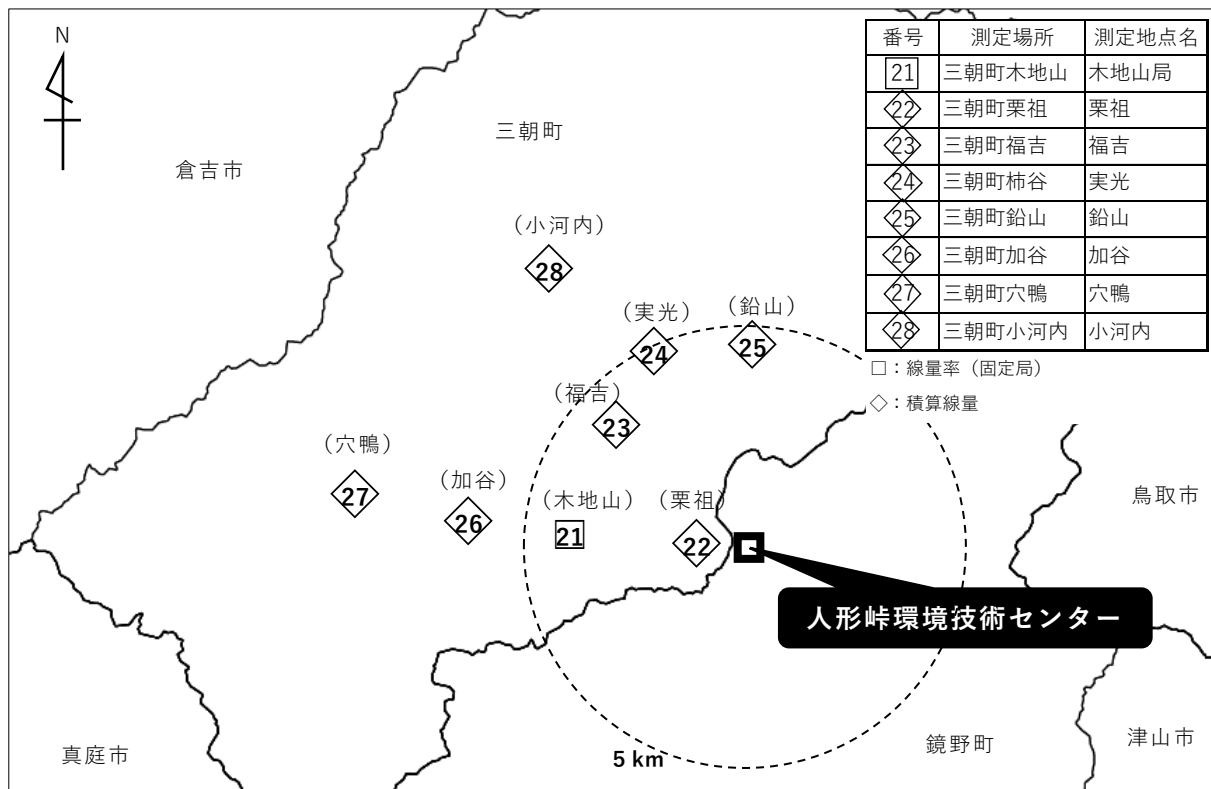 N
三朝町
倉吉市
(小河内)
28
(実光)
24
(鉛山)
25
(福吉)
23
(穴鴨)
27
(加谷)
26
(木地山)
21
(栗祖)
22
人形峠環境技術センター
5 km
鳥取市
鏡野町
津山市
真庭市
番号 測定場所 測定地点名
21 三朝町木地山 木地山局
22 三朝町栗祖 栗祖
23 三朝町福吉 福吉
24 三朝町柿谷 実光
25 三朝町鉛山 鉛山
26 三朝町加谷 加谷
27 三朝町穴鴨 穴鴨
28 三朝町小河内 小河内
□:線量率(固定局)
◇:積算線量